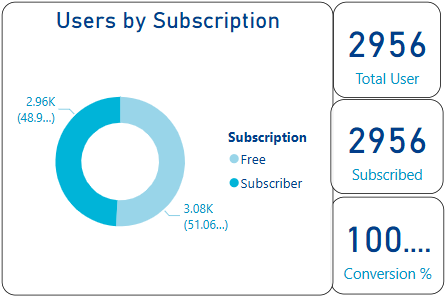 Users by Subscription
2.96K
(48.9...)
3.08K
(51.06...)
Subscription
Free
Subscriber
2956
Total User
2956
Subscribed
100....
Conversion %